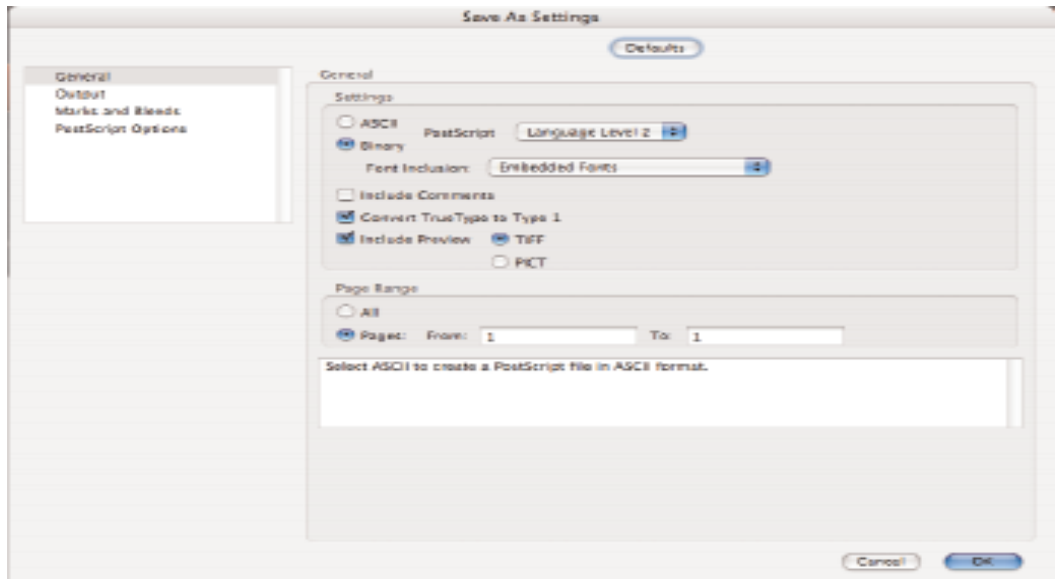 Save As Settings
Defaults
General
Output
Marks and Bleeds
PostScript Options
General
Settings
ASCII
PostScript
Language Level 2
Binary
Font Inclusion:
Embedded Fonts
Include Comments
Convert TrueType to Type 1
Include Preview
TIFF
PICT
Page Range
All
Pages: From: 1 To: 1
Select ASCII to create a PostScript file in ASCII format.
Cancel
OK